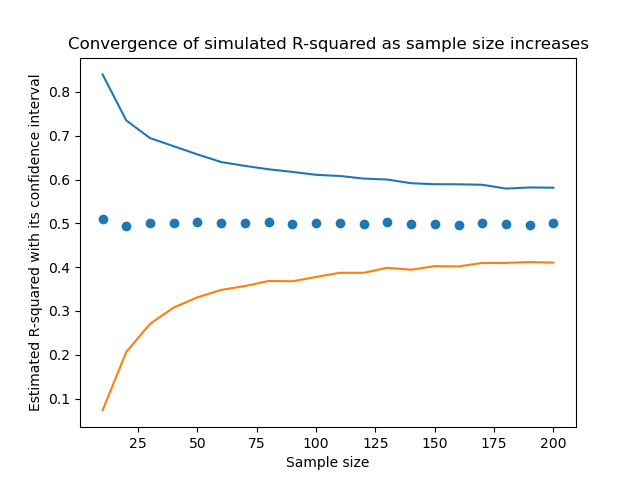 Convergence of simulated R-squared as sample size increases
Estimated R-squared with its confidence interval
0.8
0.7
0.6
0.5
0.4
0.3
0.2
0.1
25 50 75 100 125 150 175 200
Sample size